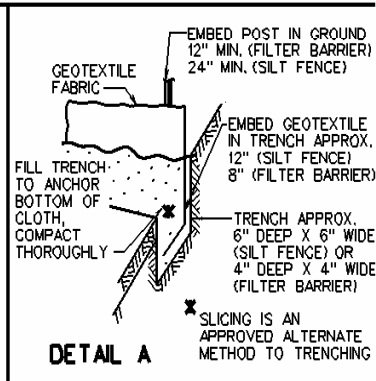 EMBED POST IN GROUND
12" MIN. (FILTER BARRIER)
24" MIN. (SILT FENCE)
GEOTEXTILE
FABRIC
EMBED GEOTEXTILE
IN TRENCH APPROX.
12" (SILT FENCE)
8" (FILTER BARRIER)
FILL TRENCH
TO ANCHOR
BOTTOM OF
CLOTH,
COMPACT
THOROUGHLY
TRENCH APPROX.
6" DEEP X 6" WIDE
(SILT FENCE) OR
4" DEEP X 4" WIDE
(FILTER BARRIER)
SLICING IS AN
APPROVED ALTERNATE
METHOD TO TRENCHING
DETAIL A